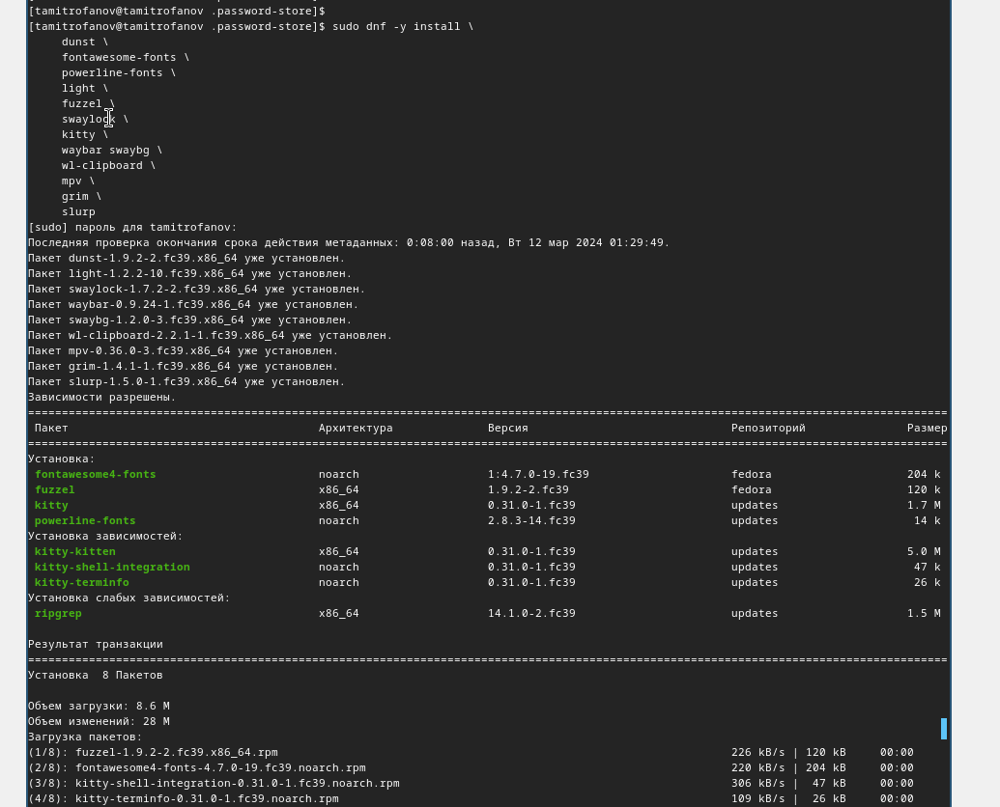 [tamitrofanov@tamitrofanov .password-store]$
[tamitrofanov@tamitrofanov .password-store]$ sudo dnf -y install \
dunst \
fontawesome-fonts \
powerline-fonts \
light \
fuzzel \
swaylock \
kitty \
waybar swaybg \
wl-clipboard \
mpv \
grim \
slurp
[sudo] пароль для tamitrofanov:
Последняя проверка окончания срока действия метаданных: 0:08:00 назад, Вт 12 мар 2024 01:29:49.
Пакет dunst-1.9.2-2.fc39.x86_64 уже установлен.
Пакет light-1.2.2-10.fc39.x86_64 уже установлен.
Пакет swaylock-1.7.2-2.fc39.x86_64 уже установлен.
Пакет waybar-0.9.24-1.fc39.x86_64 уже установлен.
Пакет swaybg-1.2.0-3.fc39.x86_64 уже установлен.
Пакет wl-clipboard-2.2.1-1.fc39.x86_64 уже установлен.
Пакет mpv-0.36.0-3.fc39.x86_64 уже установлен.
Пакет grim-1.4.1-1.fc39.x86_64 уже установлен.
Пакет slurp-1.5.0-1.fc39.x86_64 уже установлен.
Зависимости разрешены.
Пакет Архитектура Версия Репозиторий Размер
Установка:
fontawesome4-fonts noarch 1:4.7.0-19.fc39 fedora 204 k
fuzzel x86_64 1.9.2-2.fc39 fedora 120 k
kitty x86_64 0.31.0-1.fc39 updates 1.7 M
powerline-fonts noarch 2.8.3-14.fc39 updates 14 k
Установка зависимостей:
kitty-kitten x86_64 0.31.0-1.fc39 updates 5.0 M
kitty-shell-integration noarch 0.31.0-1.fc39 updates 47 k
kitty-terminfo noarch 0.31.0-1.fc39 updates 26 k
Установка слабых зависимостей:
ripgrep x86_64 14.1.0-2.fc39 updates 1.5 M
Результат транзакции
Установка 8 Пакетов
Объем загрузки: 8.6 M
Объем изменений: 28 M
Загрузка пакетов:
(1/8): fuzzel-1.9.2-2.fc39.x86_64.rpm 226 kB/s | 120 kB 00:00
(2/8): fontawesome4-fonts-4.7.0-19.fc39.noarch.rpm 220 kB/s | 204 kB 00:00
(3/8): kitty-shell-integration-0.31.0-1.fc39.noarch.rpm 306 kB/s | 47 kB 00:00
(4/8): kitty-terminfo-0.31.0-1.fc39.noarch.rpm 109 kB/s | 26 kB 00:00